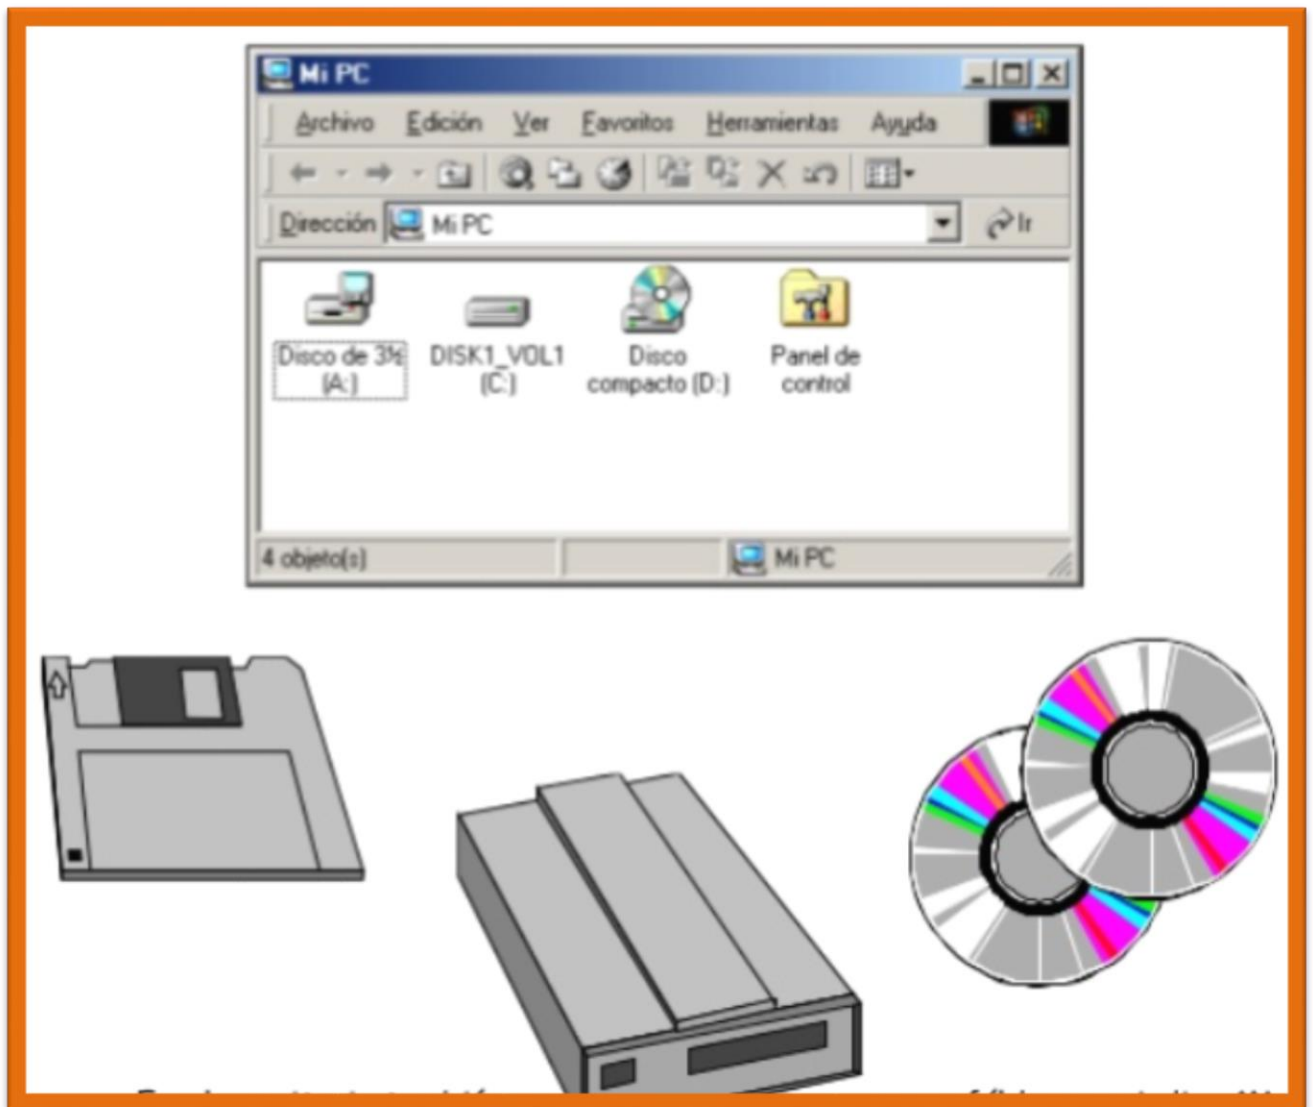 Mi PC
Archivo Edición Ver Favoritos Herramientas Ayuda
Dirección Mi PC Ir
Disco de 3½ (A:)
DISK1_VOL1 (C:)
Disco compacto (D:)
Panel de control
4 objeto(s) Mi PC